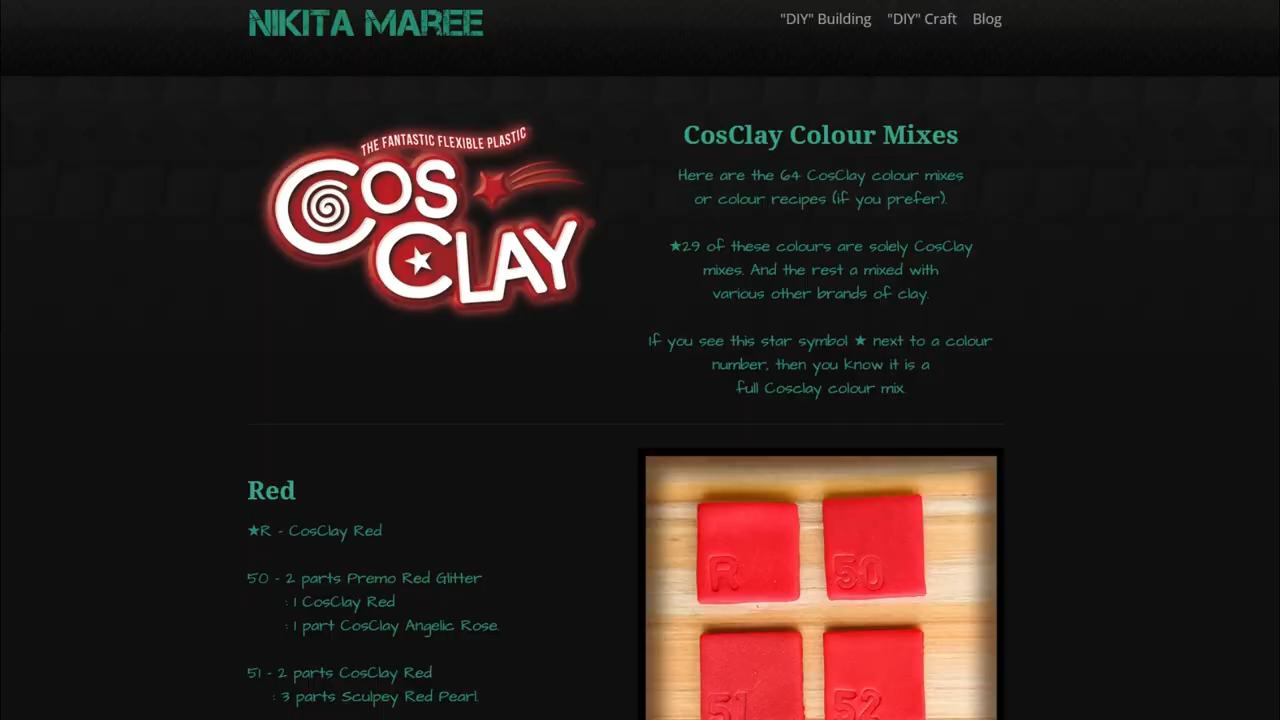 NIKITA MAREE
"DIY" Building "DIY" Craft Blog
THE FANTASTIC FLEXIBLE PLASTIC
COS
CLAY
CosClay Colour Mixes
Here are the 64 CosClay colour mixes
or colour recipes (if you prefer).
★29 of these colours are solely CosClay
mixes. And the rest a mixed with
various other brands of clay.
If you see this star symbol ★ next to a colour
number, then you know it is a
full Cosclay colour mix.
Red
★R - CosClay Red
50 - 2 parts Premo Red Glitter
: 1 CosClay Red
: 1 part CosClay Angelic Rose.
51 - 2 parts CosClay Red
: 3 parts Sculpey Red Pearl.
R 50
51 52